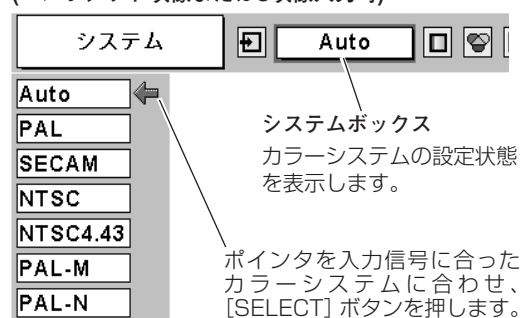 システム
Auto
Auto
PAL
SECAM
NTSC
NTSC4.43
PAL-M
PAL-N
システムボックス
カラーシステムの設定状態
を表示します。
ポインタを入力信号に合った
カラーシステムに合わせ、
[SELECT] ボタンを押します。